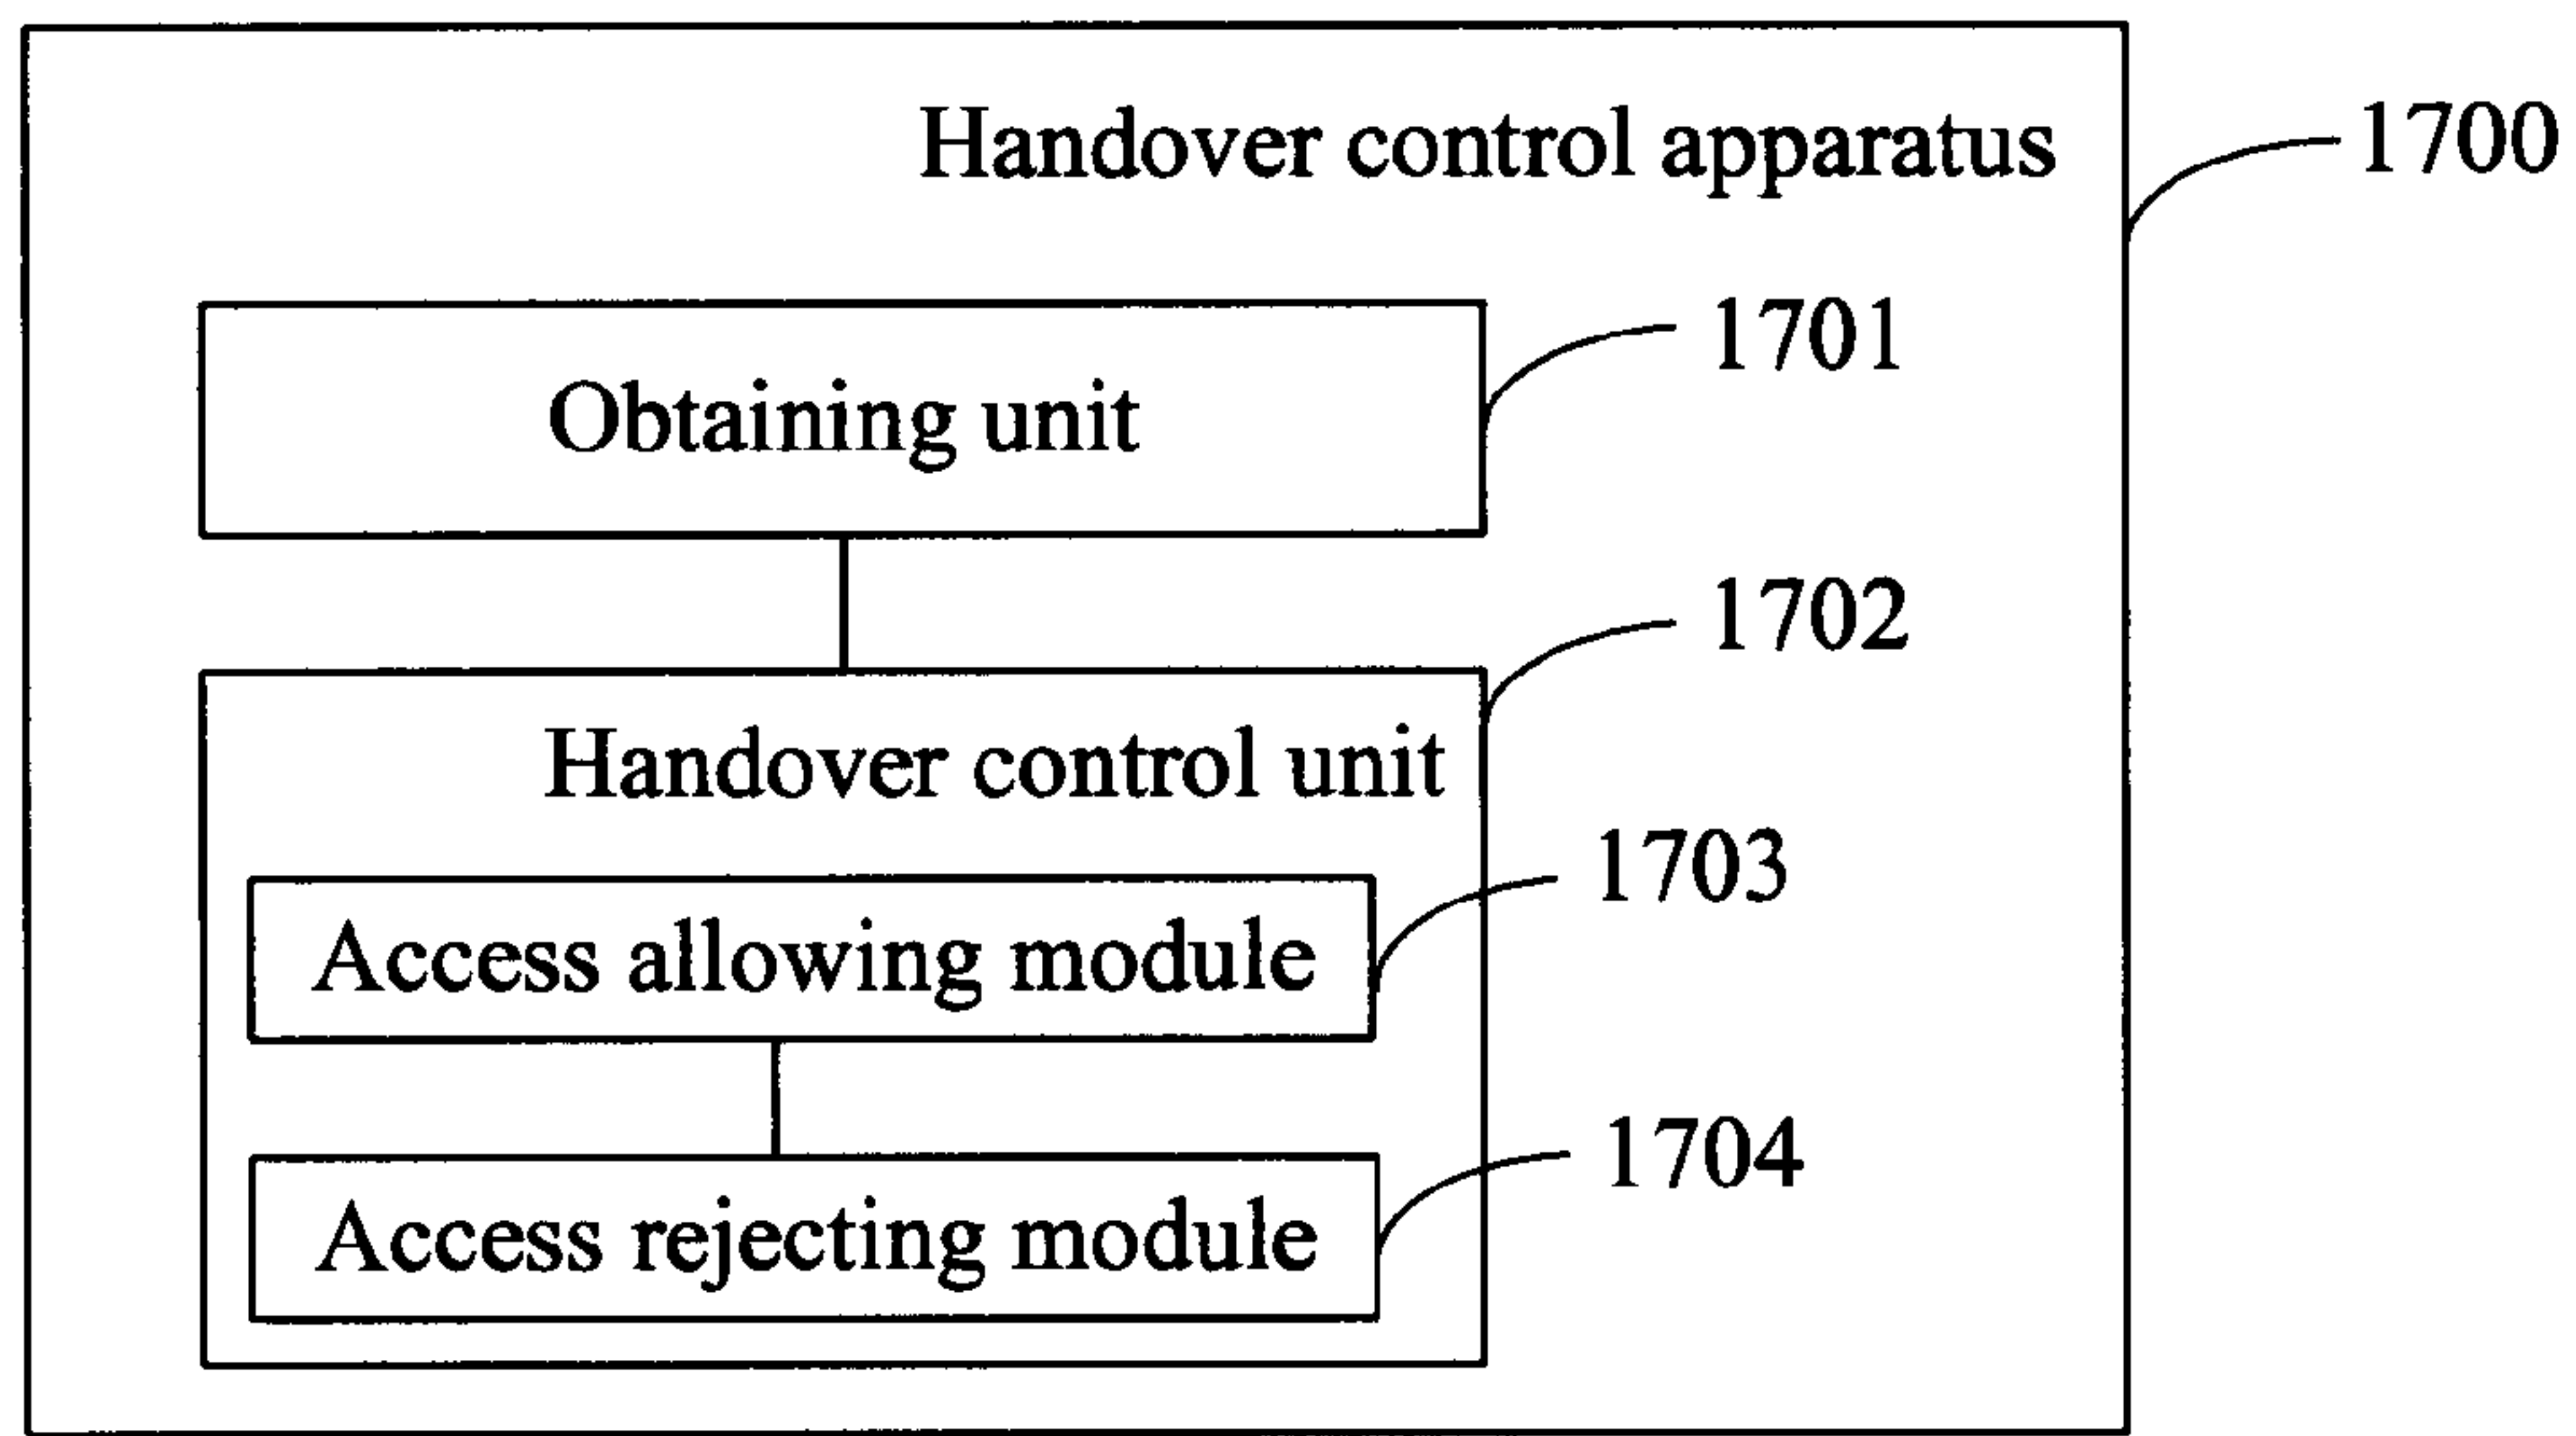 Handover control apparatus
1700
Obtaining unit
1701
Handover control unit
1702
Access allowing module
1703
Access rejecting module
1704